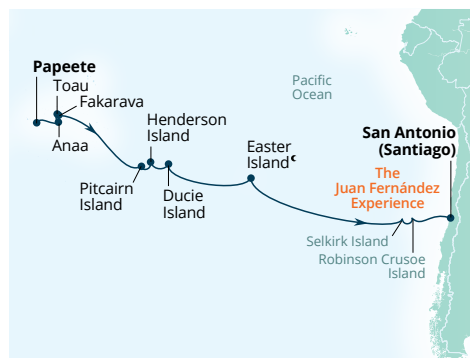 Papeete
Toau
Fakarava
Anaa
Pitcairn
Island
Henderson
Island
Ducie
Island
Easter
Island☾
Pacific
Ocean
San Antonio
(Santiago)
The
Juan Fernández
Experience
Selkirk Island
Robinson Crusoe
Island